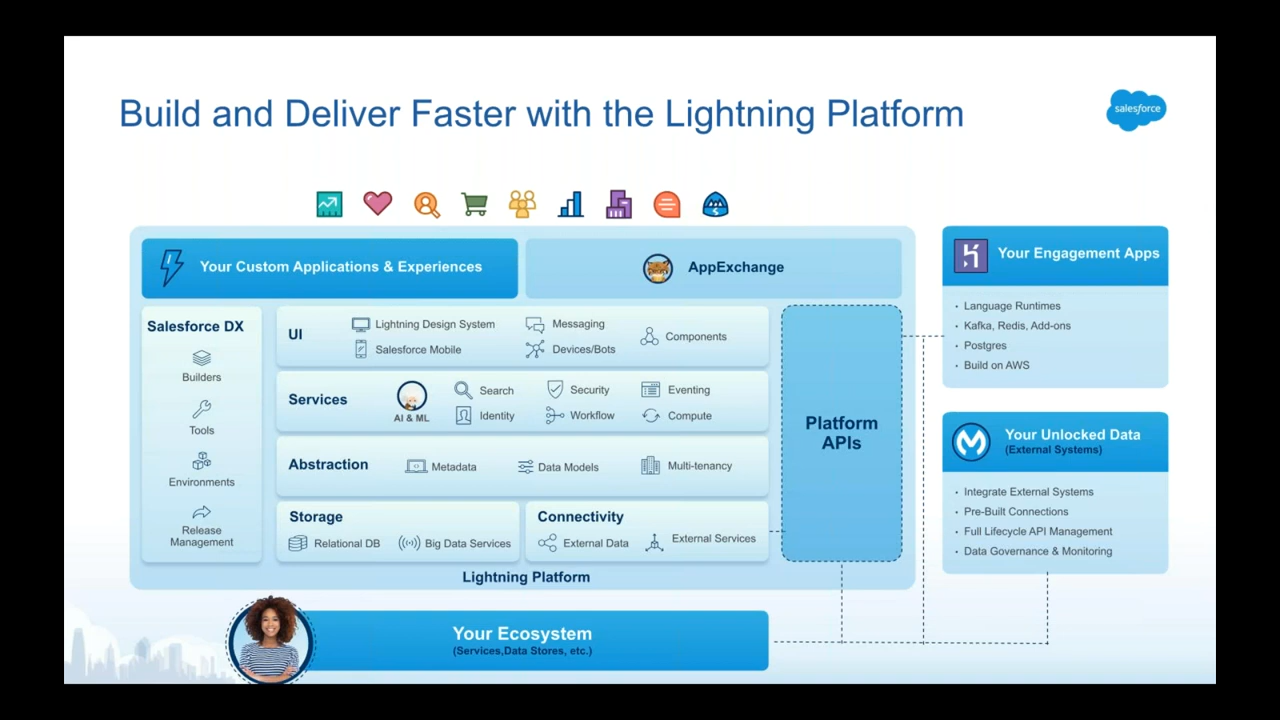 Build and Deliver Faster with the Lightning Platform
salesforce
Your Custom Applications & Experiences
AppExchange
Salesforce DX
Builders
Tools
Environments
Release
Management
UI
Lightning Design System
Messaging
Components
Salesforce Mobile
Devices/Bots
Services
AI & ML
Search
Security
Eventing
Identity
Workflow
Compute
Abstraction
Metadata
Data Models
Multi-tenancy
Storage
Relational DB
Big Data Services
Connectivity
External Data
External Services
Lightning Platform
Platform
APIs
Your Engagement Apps
· Language Runtimes
· Kafka, Redis, Add-ons
· Postgres
· Build on AWS
Your Unlocked Data
(External Systems)
· Integrate External Systems
· Pre-Built Connections
· Full Lifecycle API Management
· Data Governance & Monitoring
Your Ecosystem
(Services,Data Stores, etc.)